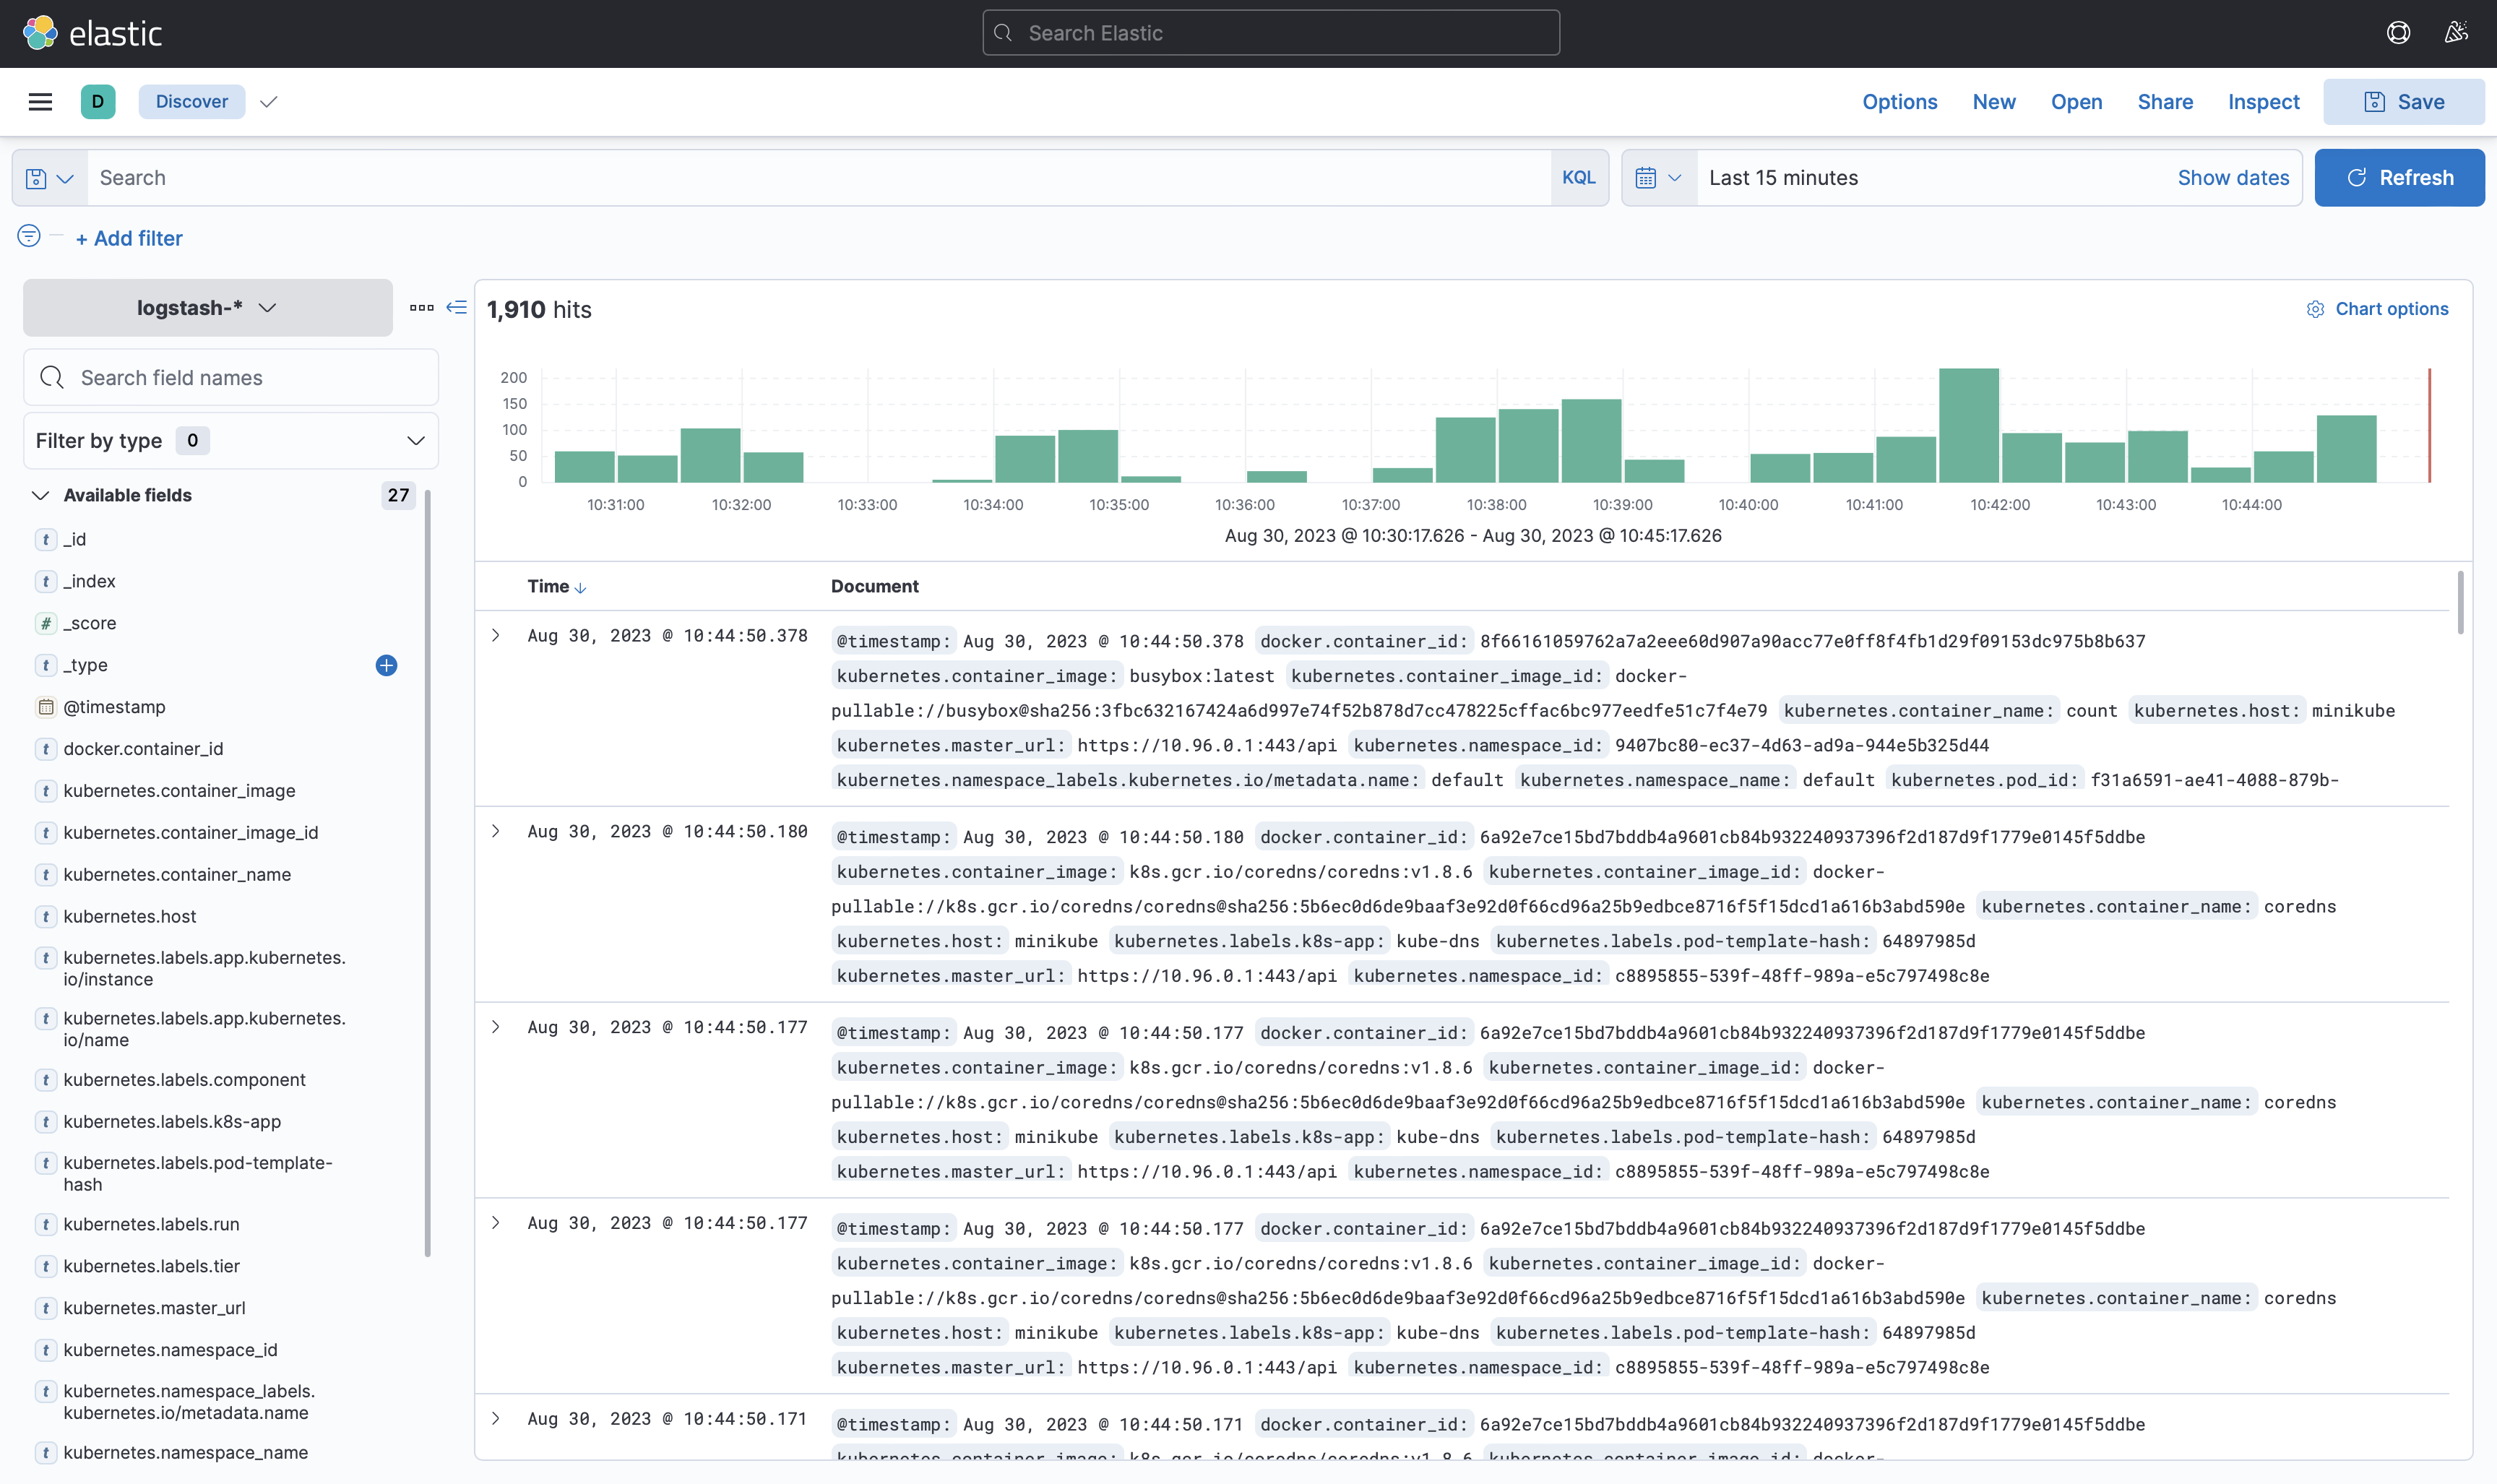 elastic
Search Elastic
D
Discover
Options
New
Open
Share
Inspect
Save
Search
KQL
Last 15 minutes
Show dates
Refresh
+ Add filter
logstash-*
Search field names
Filter by type 0
Available fields 27
t _id
t _index
# _score
t _type
@timestamp
t docker.container_id
t kubernetes.container_image
t kubernetes.container_image_id
t kubernetes.container_name
t kubernetes.host
t kubernetes.labels.app.kubernetes.
io/instance
t kubernetes.labels.app.kubernetes.
io/name
t kubernetes.labels.component
t kubernetes.labels.k8s-app
t kubernetes.labels.pod-template-
hash
t kubernetes.labels.run
t kubernetes.labels.tier
t kubernetes.master_url
t kubernetes.namespace_id
t kubernetes.namespace_labels.
kubernetes.io/metadata.name
t kubernetes.namespace_name
1,910 hits
Chart options
200
150
100
50
0
10:31:00 10:32:00 10:33:00 10:34:00 10:35:00 10:36:00 10:37:00 10:38:00 10:39:00 10:40:00 10:41:00 10:42:00 10:43:00 10:44:00
Aug 30, 2023 @ 10:30:17.626 - Aug 30, 2023 @ 10:45:17.626
Time Document
Aug 30, 2023 @ 10:44:50.378
@timestamp: Aug 30, 2023 @ 10:44:50.378 docker.container_id: 8f66161059762a7a2eee60d907a90acc77e0ff8f4fb1d29f09153dc975b8b637
kubernetes.container_image: busybox:latest kubernetes.container_image_id: docker-
pullable://busybox@sha256:3fbc632167424a6d997e74f52b878d7cc478225cffac6bc977eedfe51c7f4e79 kubernetes.container_name: count kubernetes.host: minikube
kubernetes.master_url: https://10.96.0.1:443/api kubernetes.namespace_id: 9407bc80-ec37-4d63-ad9a-944e5b325d44
kubernetes.namespace_labels.kubernetes.io/metadata.name: default kubernetes.namespace_name: default kubernetes.pod_id: f31a6591-ae41-4088-879b-
Aug 30, 2023 @ 10:44:50.180
@timestamp: Aug 30, 2023 @ 10:44:50.180 docker.container_id: 6a92e7ce15bd7bddb4a9601cb84b932240937396f2d187d9f1779e0145f5ddbe
kubernetes.container_image: k8s.gcr.io/coredns/coredns:v1.8.6 kubernetes.container_image_id: docker-
pullable://k8s.gcr.io/coredns/coredns@sha256:5b6ec0d6de9baaf3e92d0f66cd96a25b9edbce8716f5f15dcd1a616b3abd590e kubernetes.container_name: coredns
kubernetes.host: minikube kubernetes.labels.k8s-app: kube-dns kubernetes.labels.pod-template-hash: 64897985d
kubernetes.master_url: https://10.96.0.1:443/api kubernetes.namespace_id: c8895855-539f-48ff-989a-e5c797498c8e
Aug 30, 2023 @ 10:44:50.177
@timestamp: Aug 30, 2023 @ 10:44:50.177 docker.container_id: 6a92e7ce15bd7bddb4a9601cb84b932240937396f2d187d9f1779e0145f5ddbe
kubernetes.container_image: k8s.gcr.io/coredns/coredns:v1.8.6 kubernetes.container_image_id: docker-
pullable://k8s.gcr.io/coredns/coredns@sha256:5b6ec0d6de9baaf3e92d0f66cd96a25b9edbce8716f5f15dcd1a616b3abd590e kubernetes.container_name: coredns
kubernetes.host: minikube kubernetes.labels.k8s-app: kube-dns kubernetes.labels.pod-template-hash: 64897985d
kubernetes.master_url: https://10.96.0.1:443/api kubernetes.namespace_id: c8895855-539f-48ff-989a-e5c797498c8e
Aug 30, 2023 @ 10:44:50.177
@timestamp: Aug 30, 2023 @ 10:44:50.177 docker.container_id: 6a92e7ce15bd7bddb4a9601cb84b932240937396f2d187d9f1779e0145f5ddbe
kubernetes.container_image: k8s.gcr.io/coredns/coredns:v1.8.6 kubernetes.container_image_id: docker-
pullable://k8s.gcr.io/coredns/coredns@sha256:5b6ec0d6de9baaf3e92d0f66cd96a25b9edbce8716f5f15dcd1a616b3abd590e kubernetes.container_name: coredns
kubernetes.host: minikube kubernetes.labels.k8s-app: kube-dns kubernetes.labels.pod-template-hash: 64897985d
kubernetes.master_url: https://10.96.0.1:443/api kubernetes.namespace_id: c8895855-539f-48ff-989a-e5c797498c8e
Aug 30, 2023 @ 10:44:50.171
@timestamp: Aug 30, 2023 @ 10:44:50.171 docker.container_id: 6a92e7ce15bd7bddb4a9601cb84b932240937396f2d187d9f1779e0145f5ddbe
kubernetes.container_image: k8s.gcr.io/coredns/coredns:v1.8.6 kubernetes.container_image_id: docker-